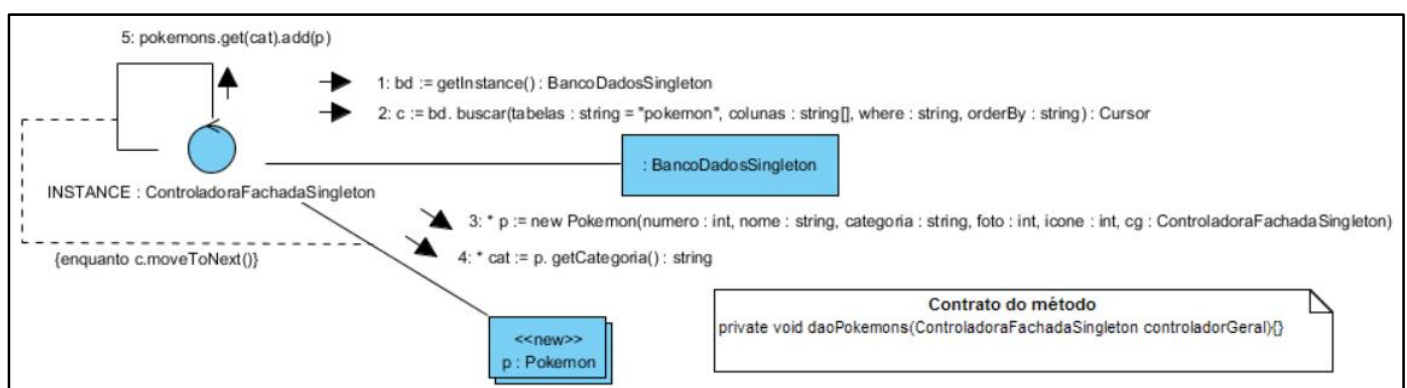 5: pokemons.get(cat).add(p)
1: bd := getInstance() : BancoDadosSingleton
2: c := bd. buscar(tabelas : string = "pokemon", colunas : string[], where : string, orderBy : string) : Cursor
: BancoDadosSingleton
INSTANCE : ControladoraFachadaSingleton
3: * p := new Pokemon(numero : int, nome : string, categoria : string, foto : int, icone : int, cg : ControladoraFachadaSingleton)
{enquanto c.moveToNext()}
4: * cat := p. getCategoria() : string
Contrato do método
private void daoPokemons(ControladoraFachadaSingleton controladorGeral){}
<<new>>
p : Pokemon